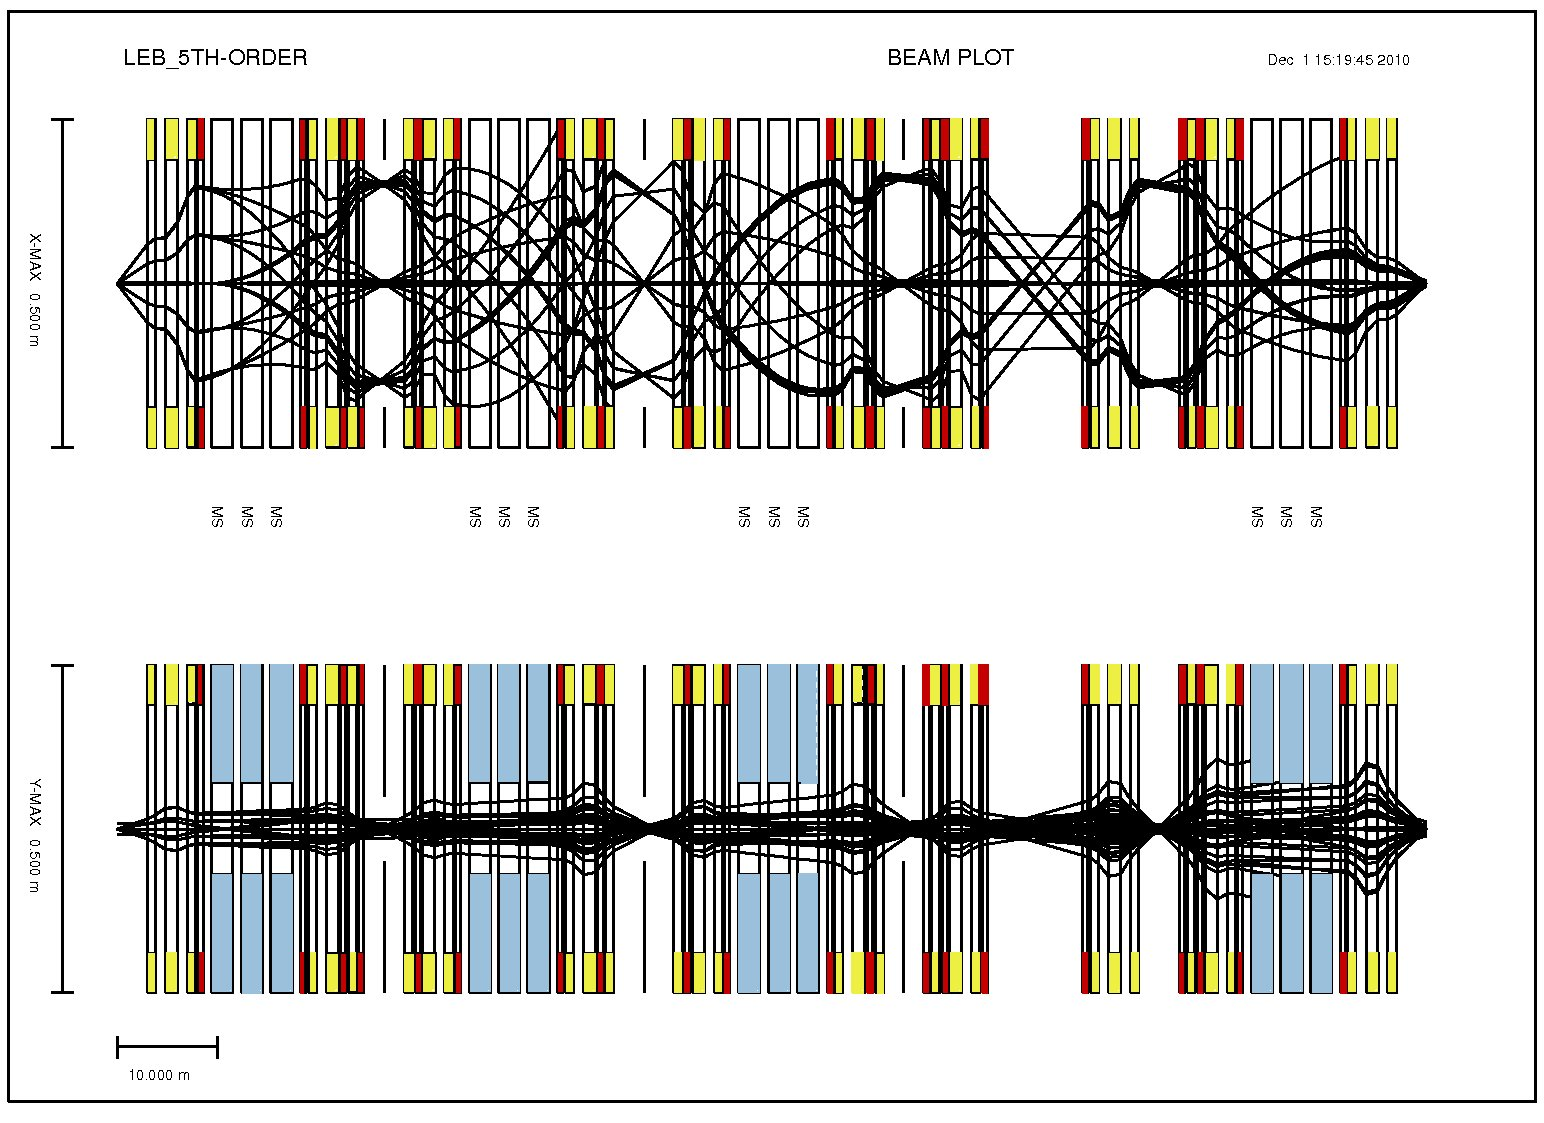 LEB_5TH-ORDER
BEAM PLOT
Dec 1 15:19:45 2010
X-MAX 0.500 m
MS MS MS MS MS MS MS MS MS MS MS MS
Y-MAX 0.500 m
10.000 m